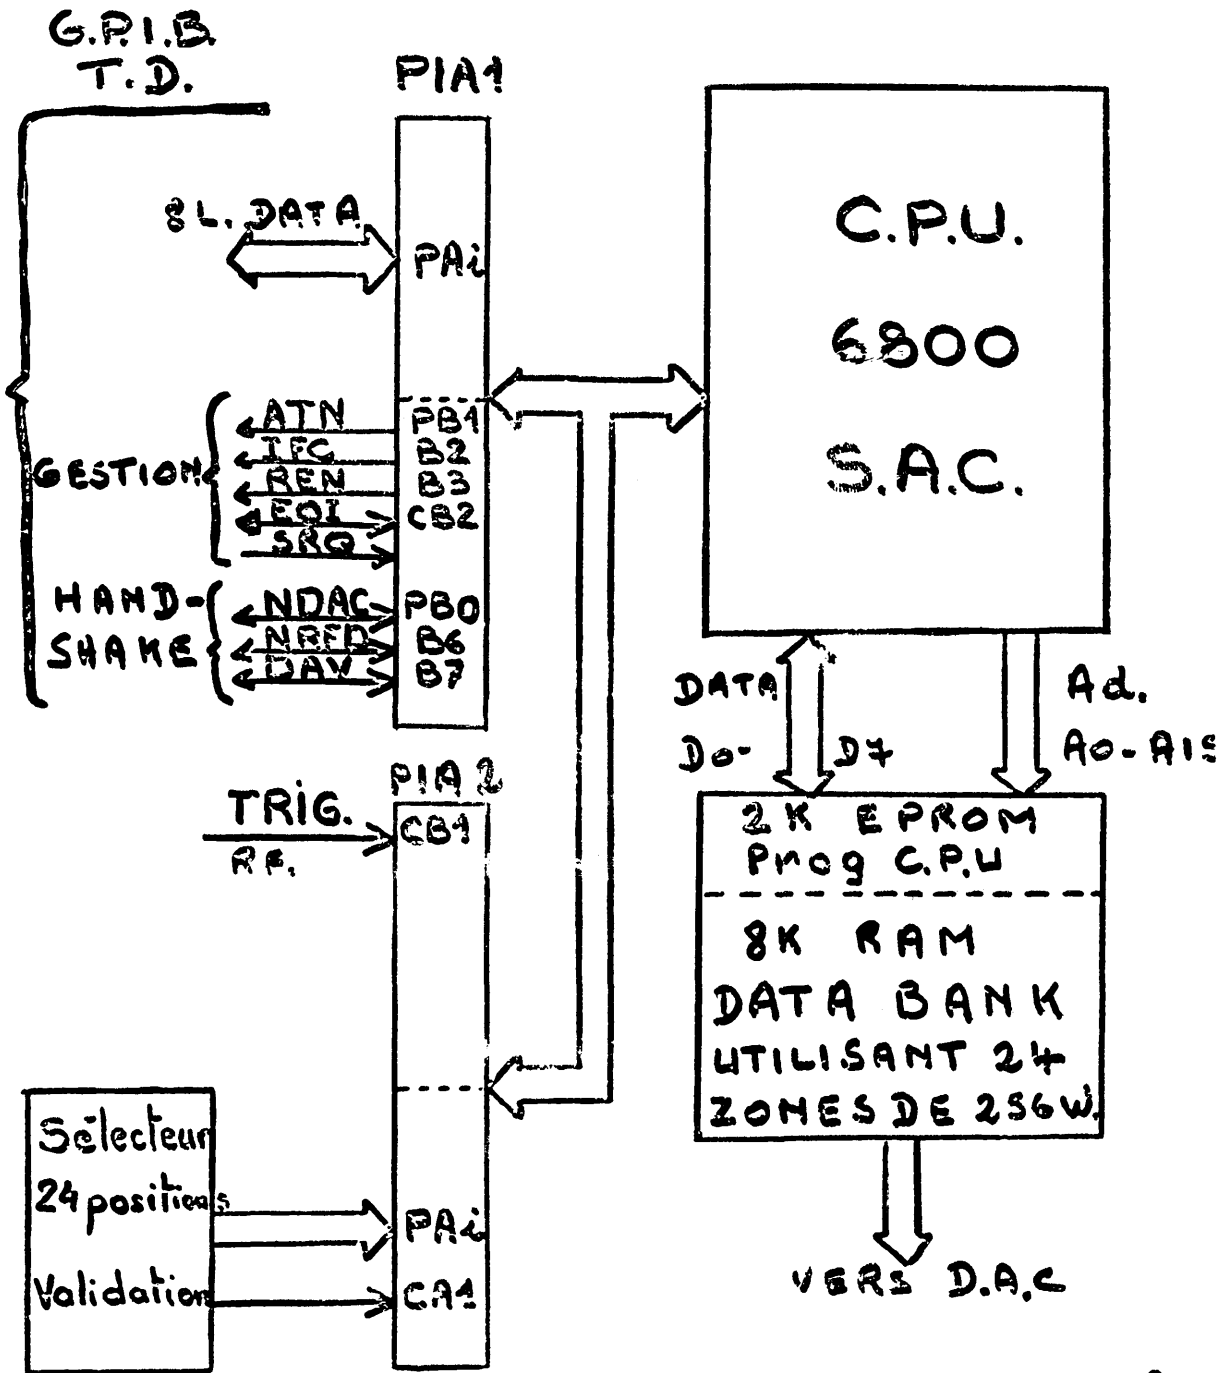 G.P.I.B.
T.D.
PIA1
8 L. DATA
PAi
ATN
PB1
IFC
B2
GESTION
REN
B3
EOI
CB2
SRQ
HAND-
SHAKE
NDAC
PB0
NRFD
B6
DAV
B7
C.P.U.
6800
S.A.C.
DATA
D0-
D7
Ad.
A0-A15
PIA2
TRiG.
RF.
CB1
2K EPROM
Prog C.P.U
8K RAM
DATA BANK
UTILISANT 24
ZONES DE 256W.
VERS D.A.C
Sélecteur
24 positions
Validation
PAi
CA1